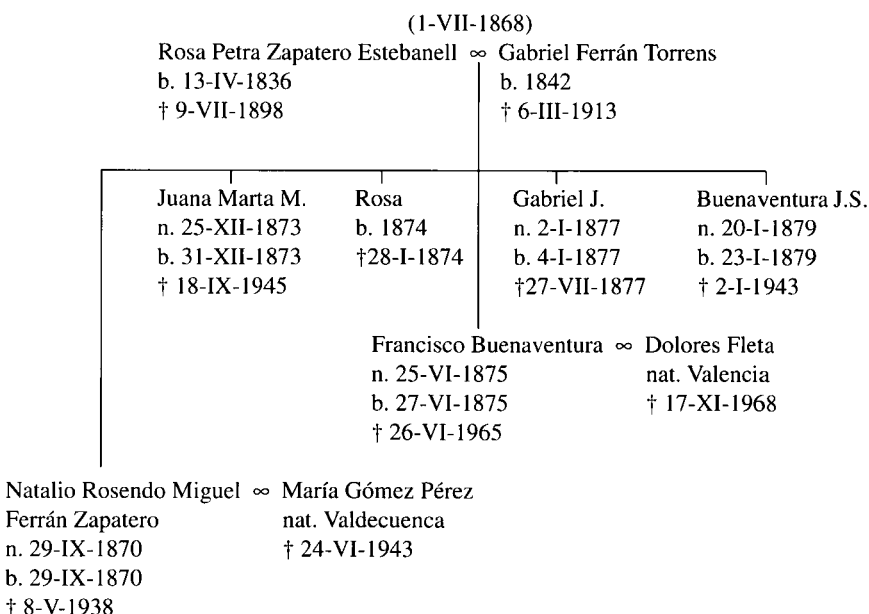 (1-VII-1868)
Rosa Petra Zapatero Estebanell ∞ Gabriel Ferrán Torrens
b. 13-IV-1836
† 9-VII-1898
b. 1842
† 6-III-1913
Juana Marta M.
n. 25-XII-1873
b. 31-XII-1873
† 18-IX-1945
Rosa
b. 1874
†28-I-1874
Gabriel J.
n. 2-I-1877
b. 4-I-1877
†27-VII-1877
Buenaventura J.S.
n. 20-I-1879
b. 23-I-1879
† 2-I-1943
Francisco Buenaventura ∞ Dolores Fleta
n. 25-VI-1875
b. 27-VI-1875
† 26-VI-1965
nat. Valencia
† 17-XI-1968
Natalio Rosendo Miguel ∞ María Gómez Pérez
Ferrán Zapatero
n. 29-IX-1870
b. 29-IX-1870
† 8-V-1938
nat. Valdecuenca
† 24-VI-1943